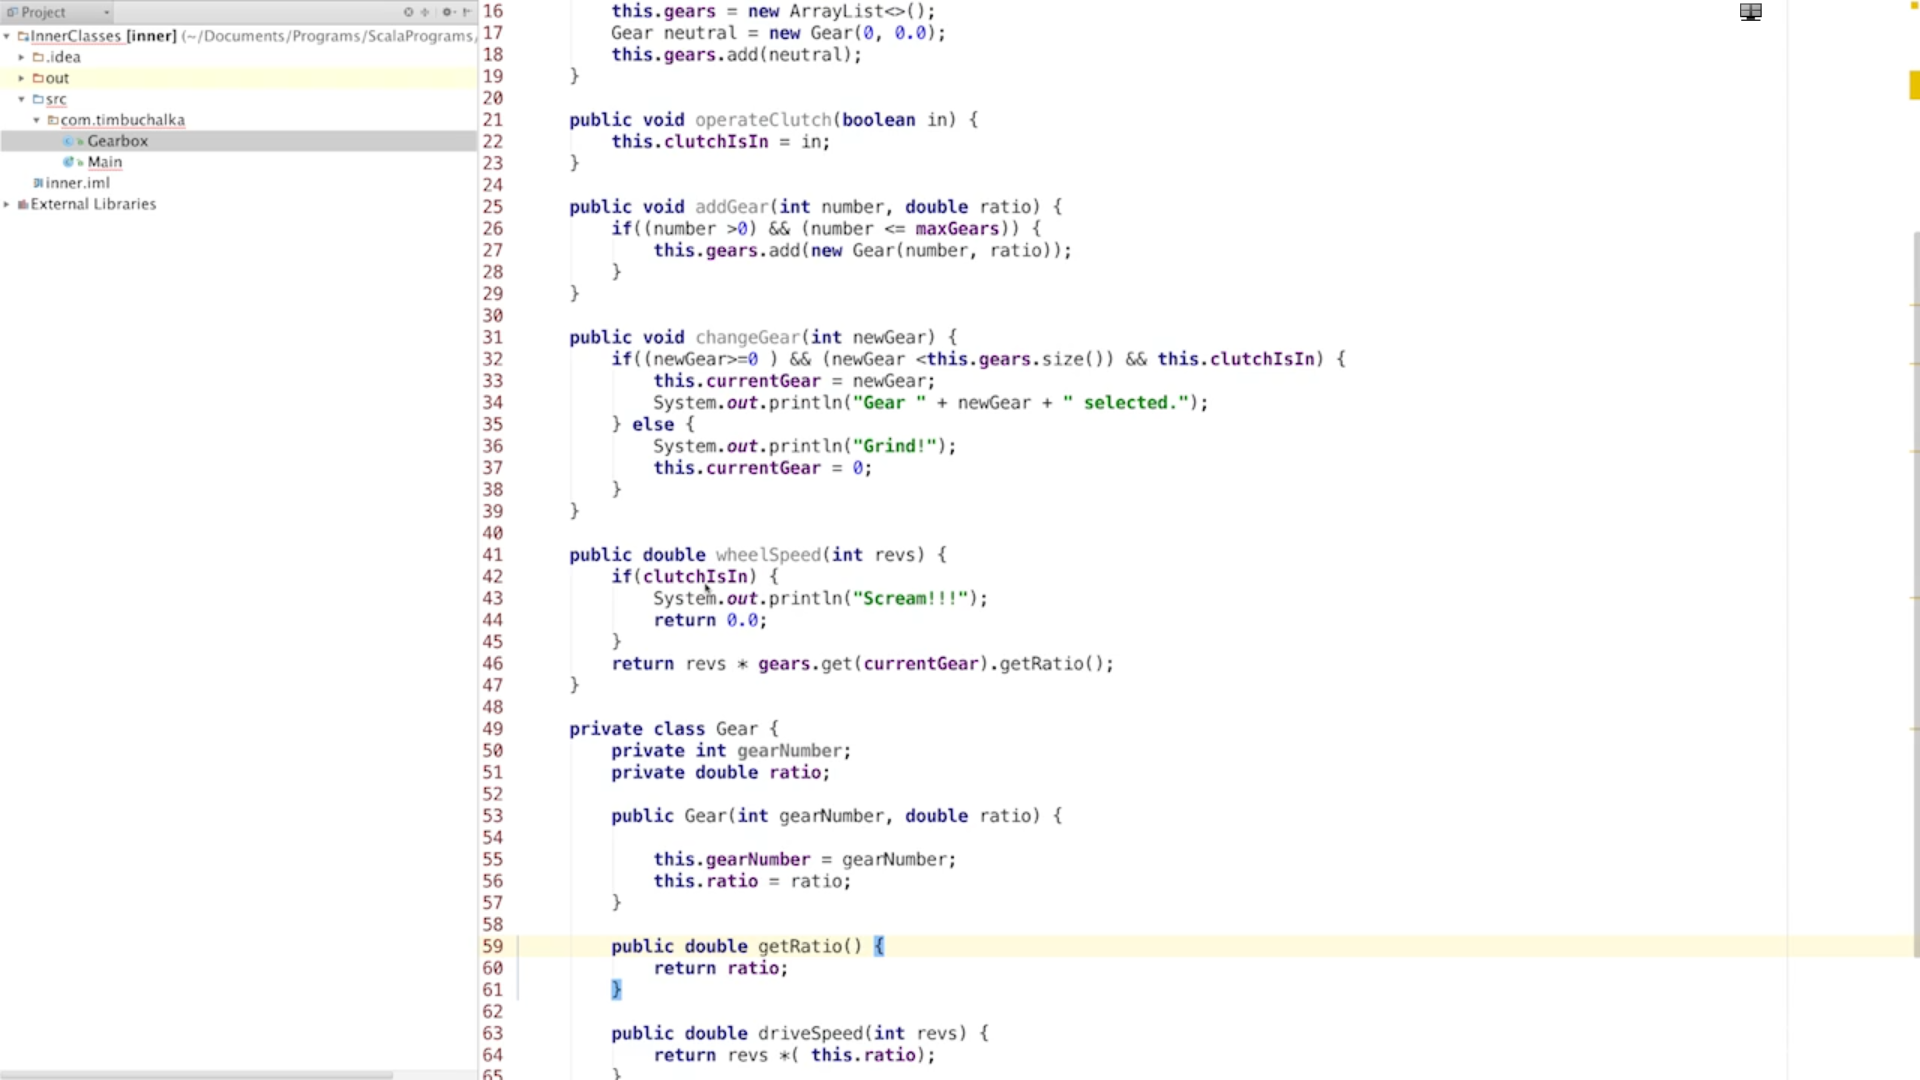 Project
InnerClasses [inner] (~/Documents/Programs/ScalaPrograms/
.idea
out
src
com.timbuchalka
Gearbox
Main
inner.iml
External Libraries
16 this.gears = new ArrayList<>();
17 Gear neutral = new Gear(0, 0.0);
18 this.gears.add(neutral);
19 }
20
21 public void operateClutch(boolean in) {
22 this.clutchIsIn = in;
23 }
24
25 public void addGear(int number, double ratio) {
26 if((number >0) && (number <= maxGears)) {
27 this.gears.add(new Gear(number, ratio));
28 }
29 }
30
31 public void changeGear(int newGear) {
32 if((newGear>=0 ) && (newGear <this.gears.size()) && this.clutchIsIn) {
33 this.currentGear = newGear;
34 System.out.println("Gear " + newGear + " selected.");
35 } else {
36 System.out.println("Grind!");
37 this.currentGear = 0;
38 }
39 }
40
41 public double wheelSpeed(int revs) {
42 if(clutchIsIn) {
43 System.out.println("Scream!!!");
44 return 0.0;
45 }
46 return revs * gears.get(currentGear).getRatio();
47 }
48
49 private class Gear {
50 private int gearNumber;
51 private double ratio;
52
53 public Gear(int gearNumber, double ratio) {
54
55 this.gearNumber = gearNumber;
56 this.ratio = ratio;
57 }
58
59 public double getRatio() {
60 return ratio;
61 }
62
63 public double driveSpeed(int revs) {
64 return revs *( this.ratio);
65 }